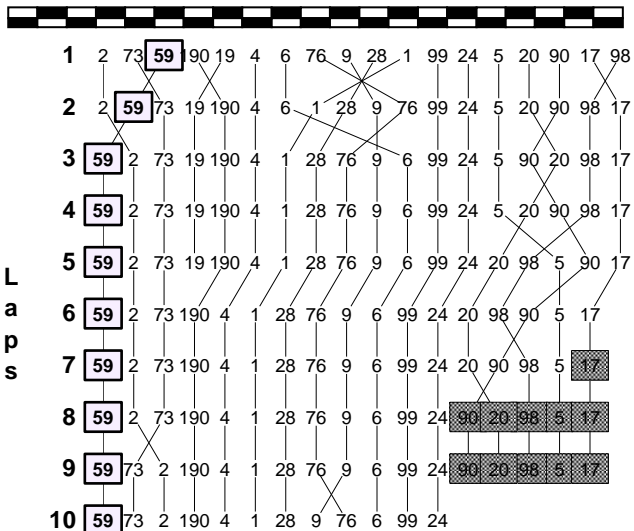 1 2 73 59 190 19 4 6 76 9 28 1 99 24 5 20 90 17 98
2 2 59 73 19 190 4 6 1 28 9 76 99 24 5 20 90 98 17
3 59 2 73 19 190 4 1 28 76 9 6 99 24 5 90 20 98 17
4 59 2 73 19 190 4 1 28 76 9 6 99 24 5 20 90 98 17
Laps
5 59 2 73 19 190 4 1 28 76 9 6 99 24 20 98 5 90 17
6 59 2 73 190 4 1 28 76 9 6 99 24 20 98 90 5 17
7 59 2 73 190 4 1 28 76 9 6 99 24 20 90 98 5 17
8 59 2 73 190 4 1 28 76 9 6 99 24 90 20 98 5 17
9 59 73 2 190 4 1 28 76 9 6 99 24 90 20 98 5 17
10 59 73 2 190 4 1 28 9 76 6 99 24